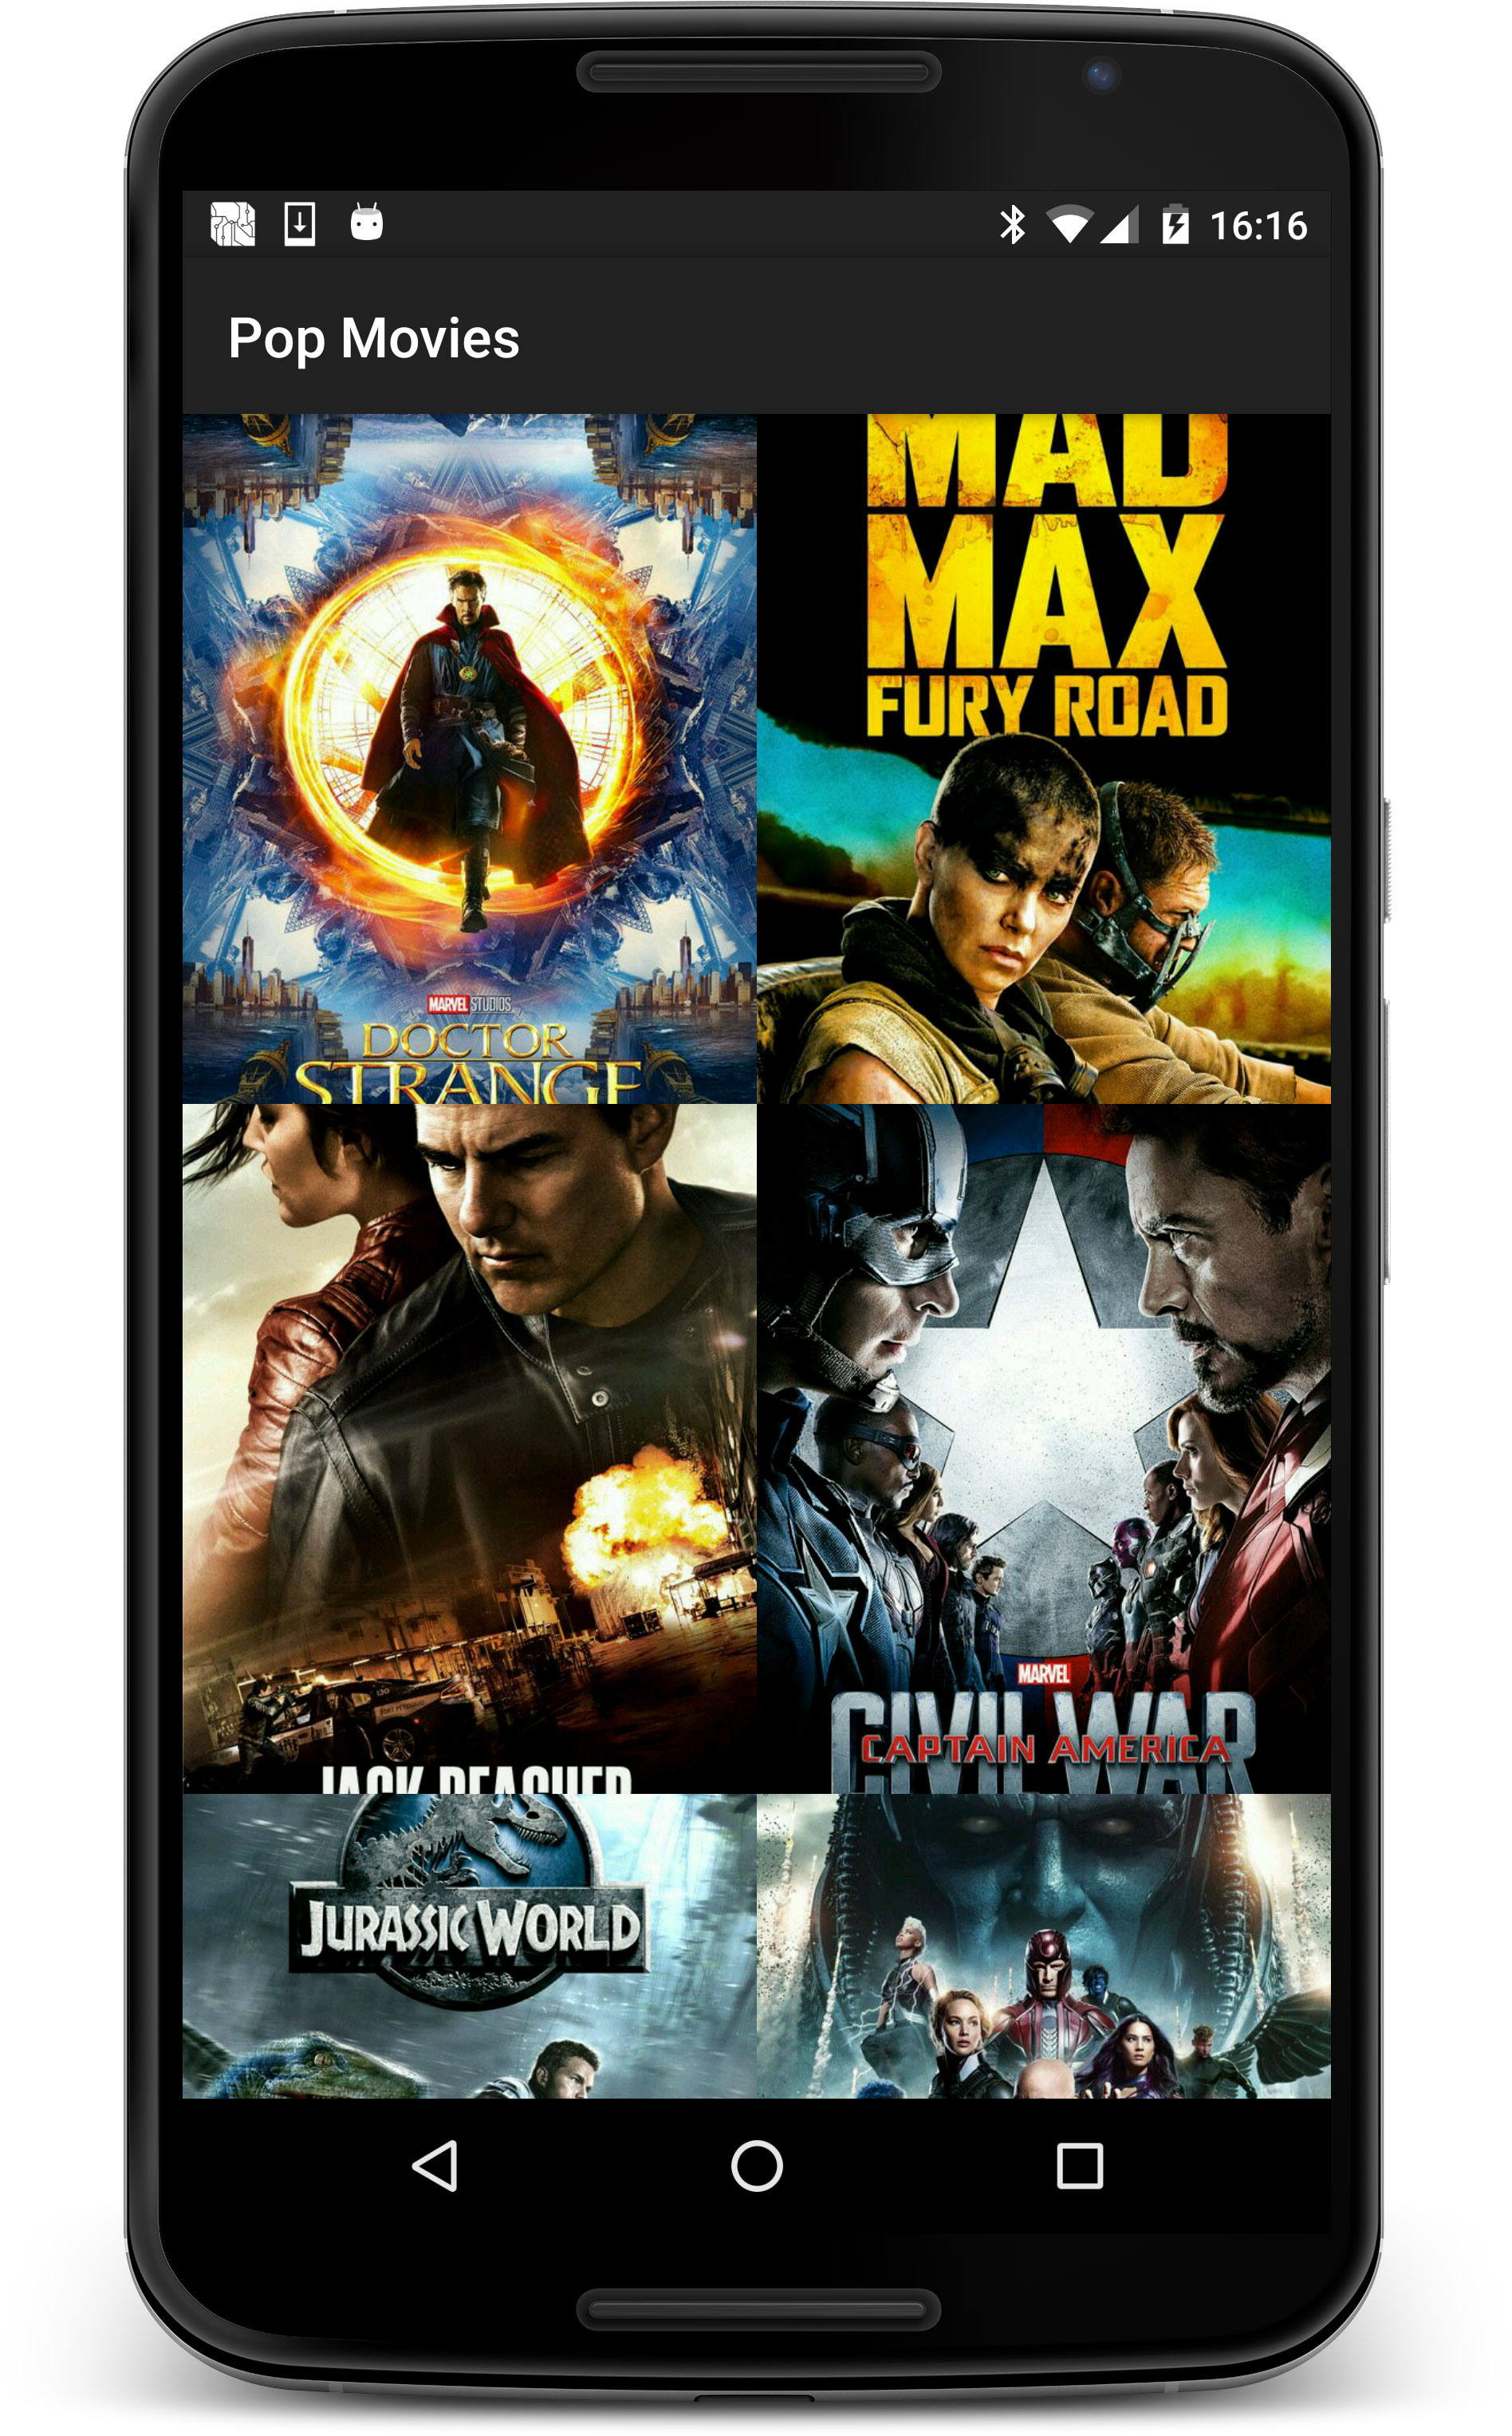 16:16
Pop Movies
MARVEL STUDIOS
DOCTOR
STRANGE
MAD
MAX
FURY ROAD
JACK REACHER
MARVEL
CIVIL WAR
CAPTAIN AMERICA
JURASSIC WORLD